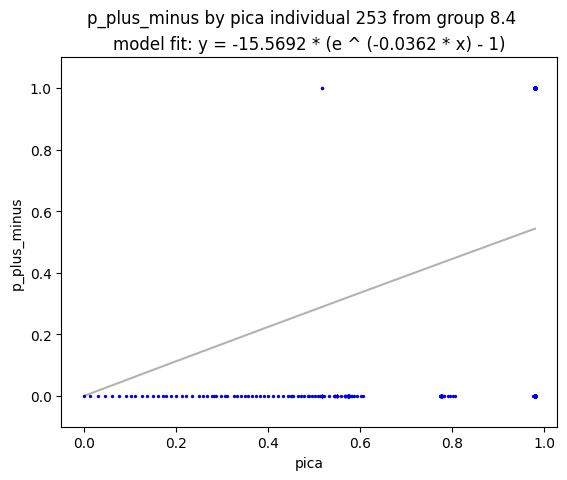 p_plus_minus by pica individual 253 from group 8.4
model fit: y = -15.5692 * (e ^ (-0.0362 * x) - 1)
1.0
0.8
0.6
0.4
0.2
0.0
p_plus_minus
0.0 0.2 0.4 0.6 0.8 1.0
pica